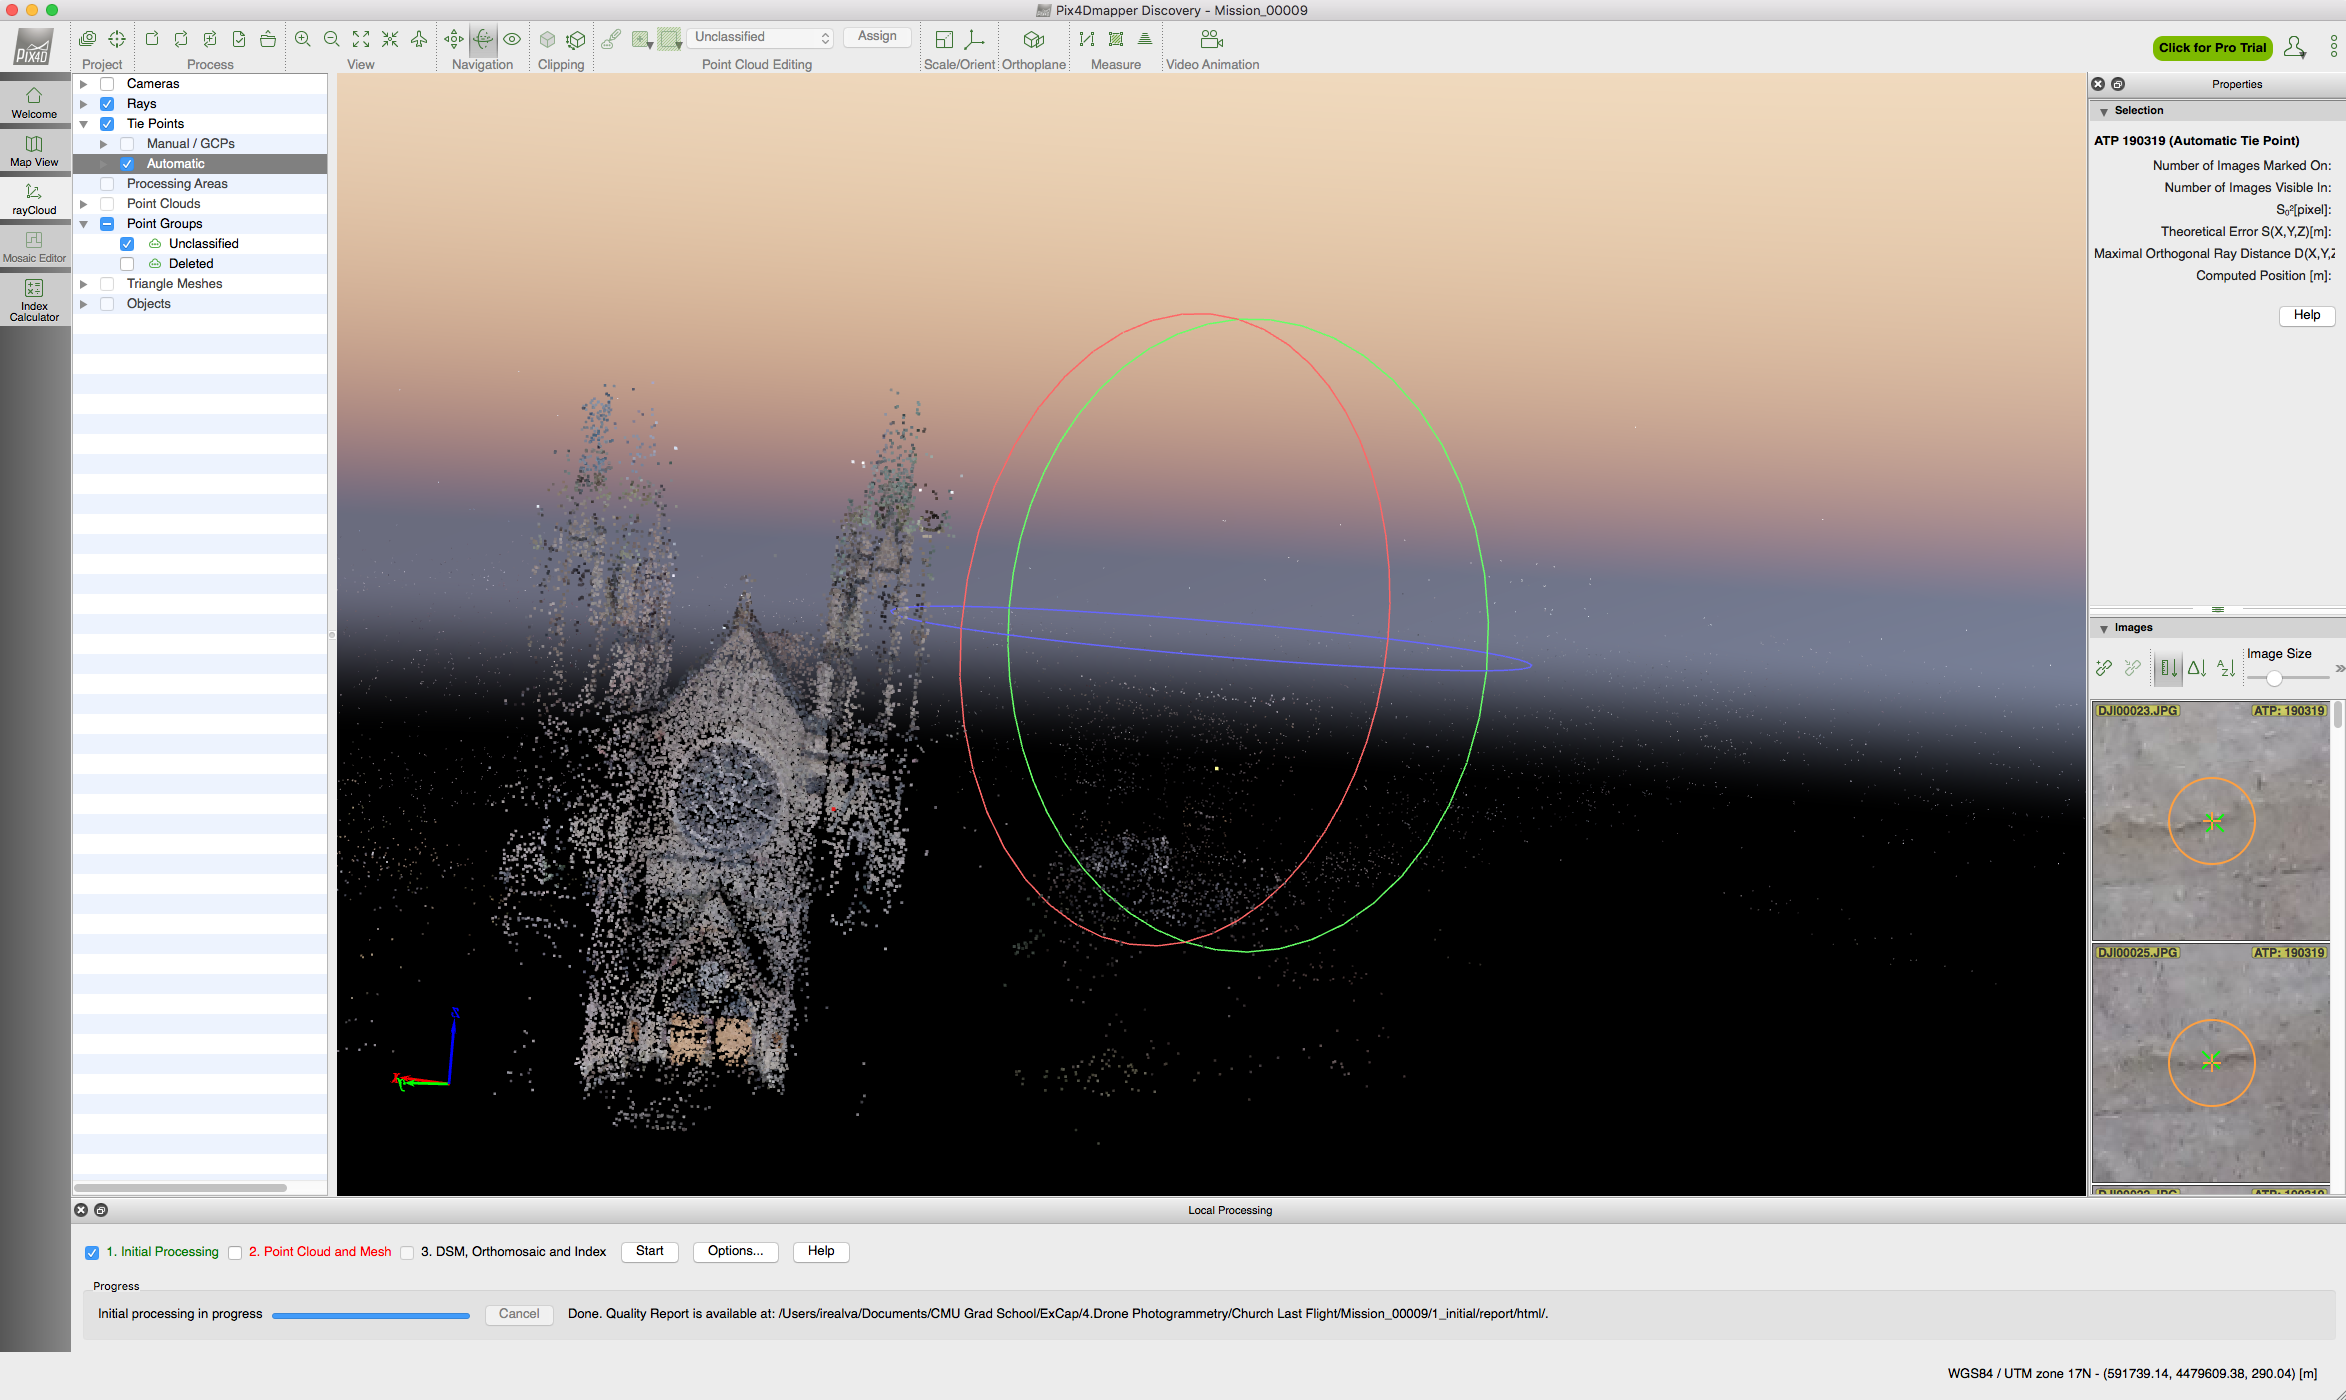 Pix4Dmapper Discovery - Mission_00009
PIX4D
Unclassified
Assign
Click for Pro Trial
Project
Process
View
Navigation
Clipping
Point Cloud Editing
Scale/Orient
Orthoplane
Measure
Video Animation
Welcome
Map View
rayCloud
Mosaic Editor
Index
Calculator
Cameras
Rays
Tie Points
Manual / GCPs
Automatic
Processing Areas
Point Clouds
Point Groups
Unclassified
Deleted
Triangle Meshes
Objects
Z
X
Y
Properties
Selection
ATP 190319 (Automatic Tie Point)
Number of Images Marked On:
Number of Images Visible In:
S₀²[pixel]:
Theoretical Error S(X,Y,Z)[m]:
Maximal Orthogonal Ray Distance D(X,Y,Z
Computed Position [m]:
Help
Images
Image Size
DJI00023.JPG ATP: 190319
DJI00025.JPG ATP: 190319
Local Processing
1. Initial Processing 2. Point Cloud and Mesh 3. DSM, Orthomosaic and Index Start Options... Help
Progress
Initial processing in progress Cancel Done. Quality Report is available at: /Users/irealva/Documents/CMU Grad School/ExCap/4.Drone Photogrammetry/Church Last Flight/Mission_00009/1_initial/report/html/.
WGS84 / UTM zone 17N - (591739.14, 4479609.38, 290.04) [m]